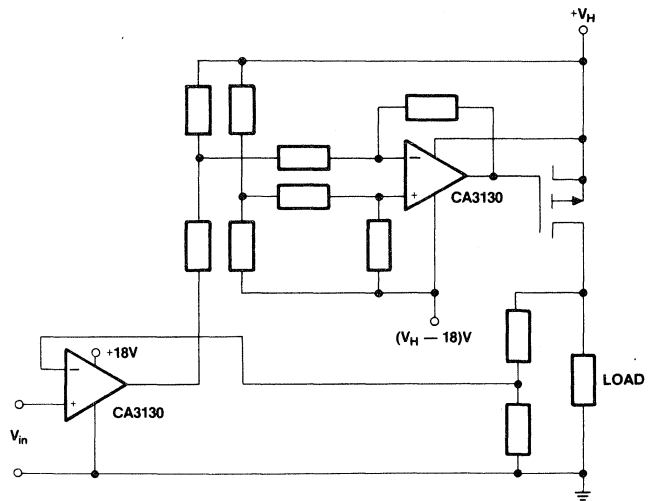 +V_H
−
+
CA3130
(V_H — 18)V
+18V
−
+
CA3130
LOAD
V_in